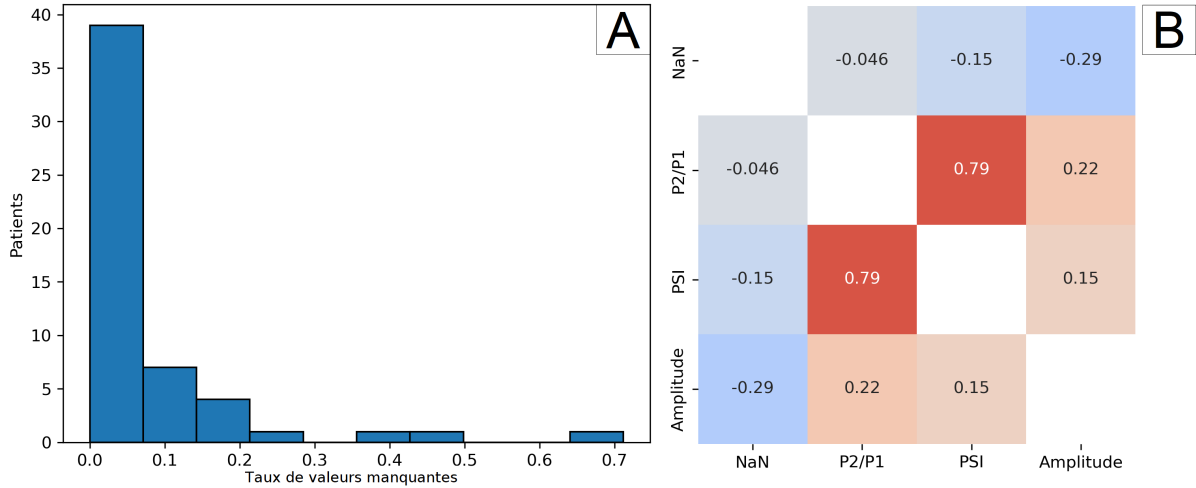 A
40
35
30
25
20
15
10
5
0
Patients
0.0 0.1 0.2 0.3 0.4 0.5 0.6 0.7
Taux de valeurs manquantes
B
NaN -0.046 -0.15 -0.29
P2/P1 -0.046 0.79 0.22
PSI -0.15 0.79 0.15
Amplitude -0.29 0.22 0.15
NaN P2/P1 PSI Amplitude